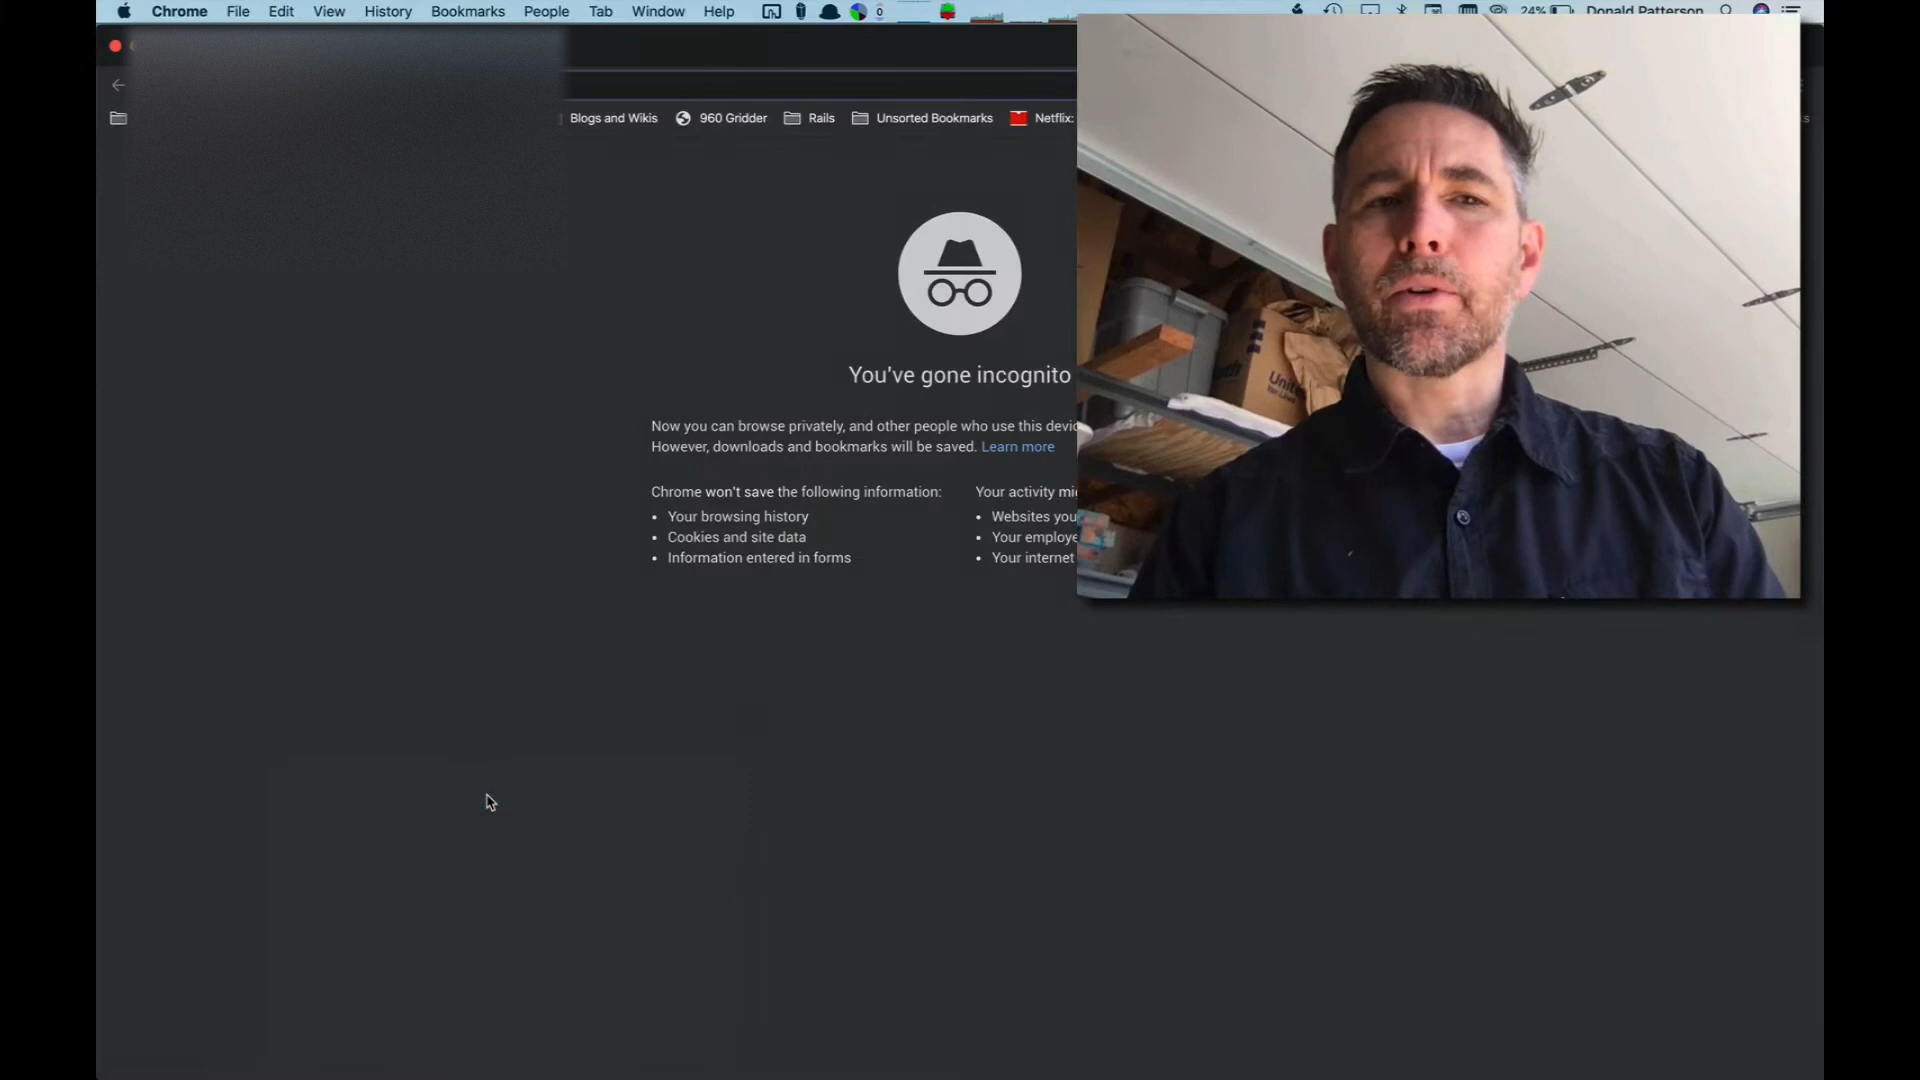 Chrome File Edit View History Bookmarks People Tab Window Help 0 24% Donald Patterson
Blogs and Wikis 960 Gridder Rails Unsorted Bookmarks Netflix:
You've gone incognito
Now you can browse privately, and other people who use this devic
However, downloads and bookmarks will be saved. Learn more
Chrome won't save the following information:
Your browsing history
Cookies and site data
Information entered in forms
Your activity mi
Websites you
Your employe
Your internet